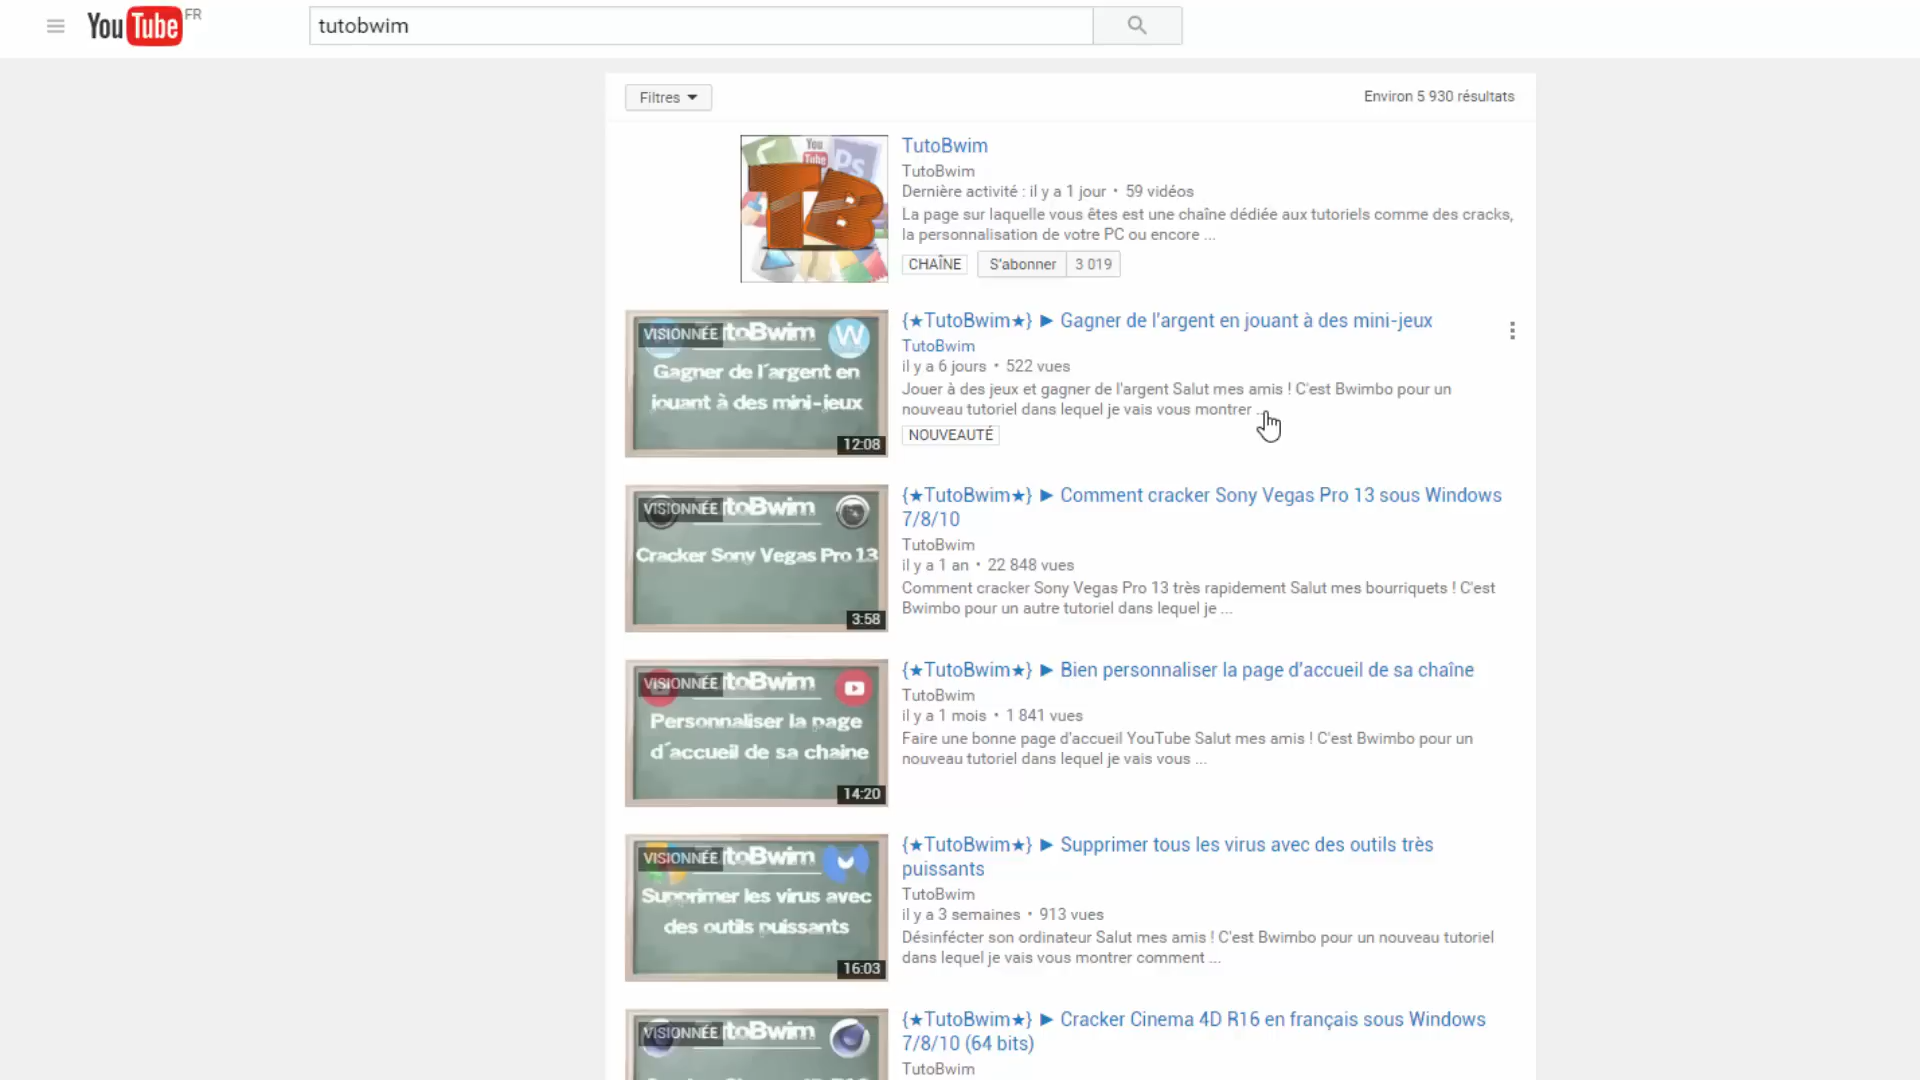 YouTube FR
tutobwim
Filtres
Environ 5 930 résultats
You Tube Ps
TB
TutoBwim
TutoBwim
Dernière activité : il y a 1 jour • 59 vidéos
La page sur laquelle vous êtes est une chaîne dédiée aux tutoriels comme des cracks,
la personnalisation de votre PC ou encore ...
CHAÎNE S'abonner 3 019
VISIONNÉE toBwim W
Gagner de l'argent en
jouant à des mini-jeux
12:08
{★TutoBwim★} ► Gagner de l'argent en jouant à des mini-jeux
TutoBwim
il y a 6 jours • 522 vues
Jouer à des jeux et gagner de l'argent Salut mes amis ! C'est Bwimbo pour un
nouveau tutoriel dans lequel je vais vous montrer ...
NOUVEAUTÉ
VISIONNÉE toBwim
Cracker Sony Vegas Pro 13
3:58
{★TutoBwim★} ► Comment cracker Sony Vegas Pro 13 sous Windows
7/8/10
TutoBwim
il y a 1 an • 22 848 vues
Comment cracker Sony Vegas Pro 13 très rapidement Salut mes bourriquets ! C'est
Bwimbo pour un autre tutoriel dans lequel je ...
VISIONNÉE toBwim
Personnaliser la page
d'accueil de sa chaine
14:20
{★TutoBwim★} ► Bien personnaliser la page d'accueil de sa chaîne
TutoBwim
il y a 1 mois • 1 841 vues
Faire une bonne page d'accueil YouTube Salut mes amis ! C'est Bwimbo pour un
nouveau tutoriel dans lequel je vais vous ...
VISIONNÉE toBwim
Supprimer les virus avec
des outils puissants
16:03
{★TutoBwim★} ► Supprimer tous les virus avec des outils très
puissants
TutoBwim
il y a 3 semaines • 913 vues
Désinfécter son ordinateur Salut mes amis ! C'est Bwimbo pour un nouveau tutoriel
dans lequel je vais vous montrer comment ...
VISIONNÉE toBwim
{★TutoBwim★} ► Cracker Cinema 4D R16 en français sous Windows
7/8/10 (64 bits)
TutoBwim